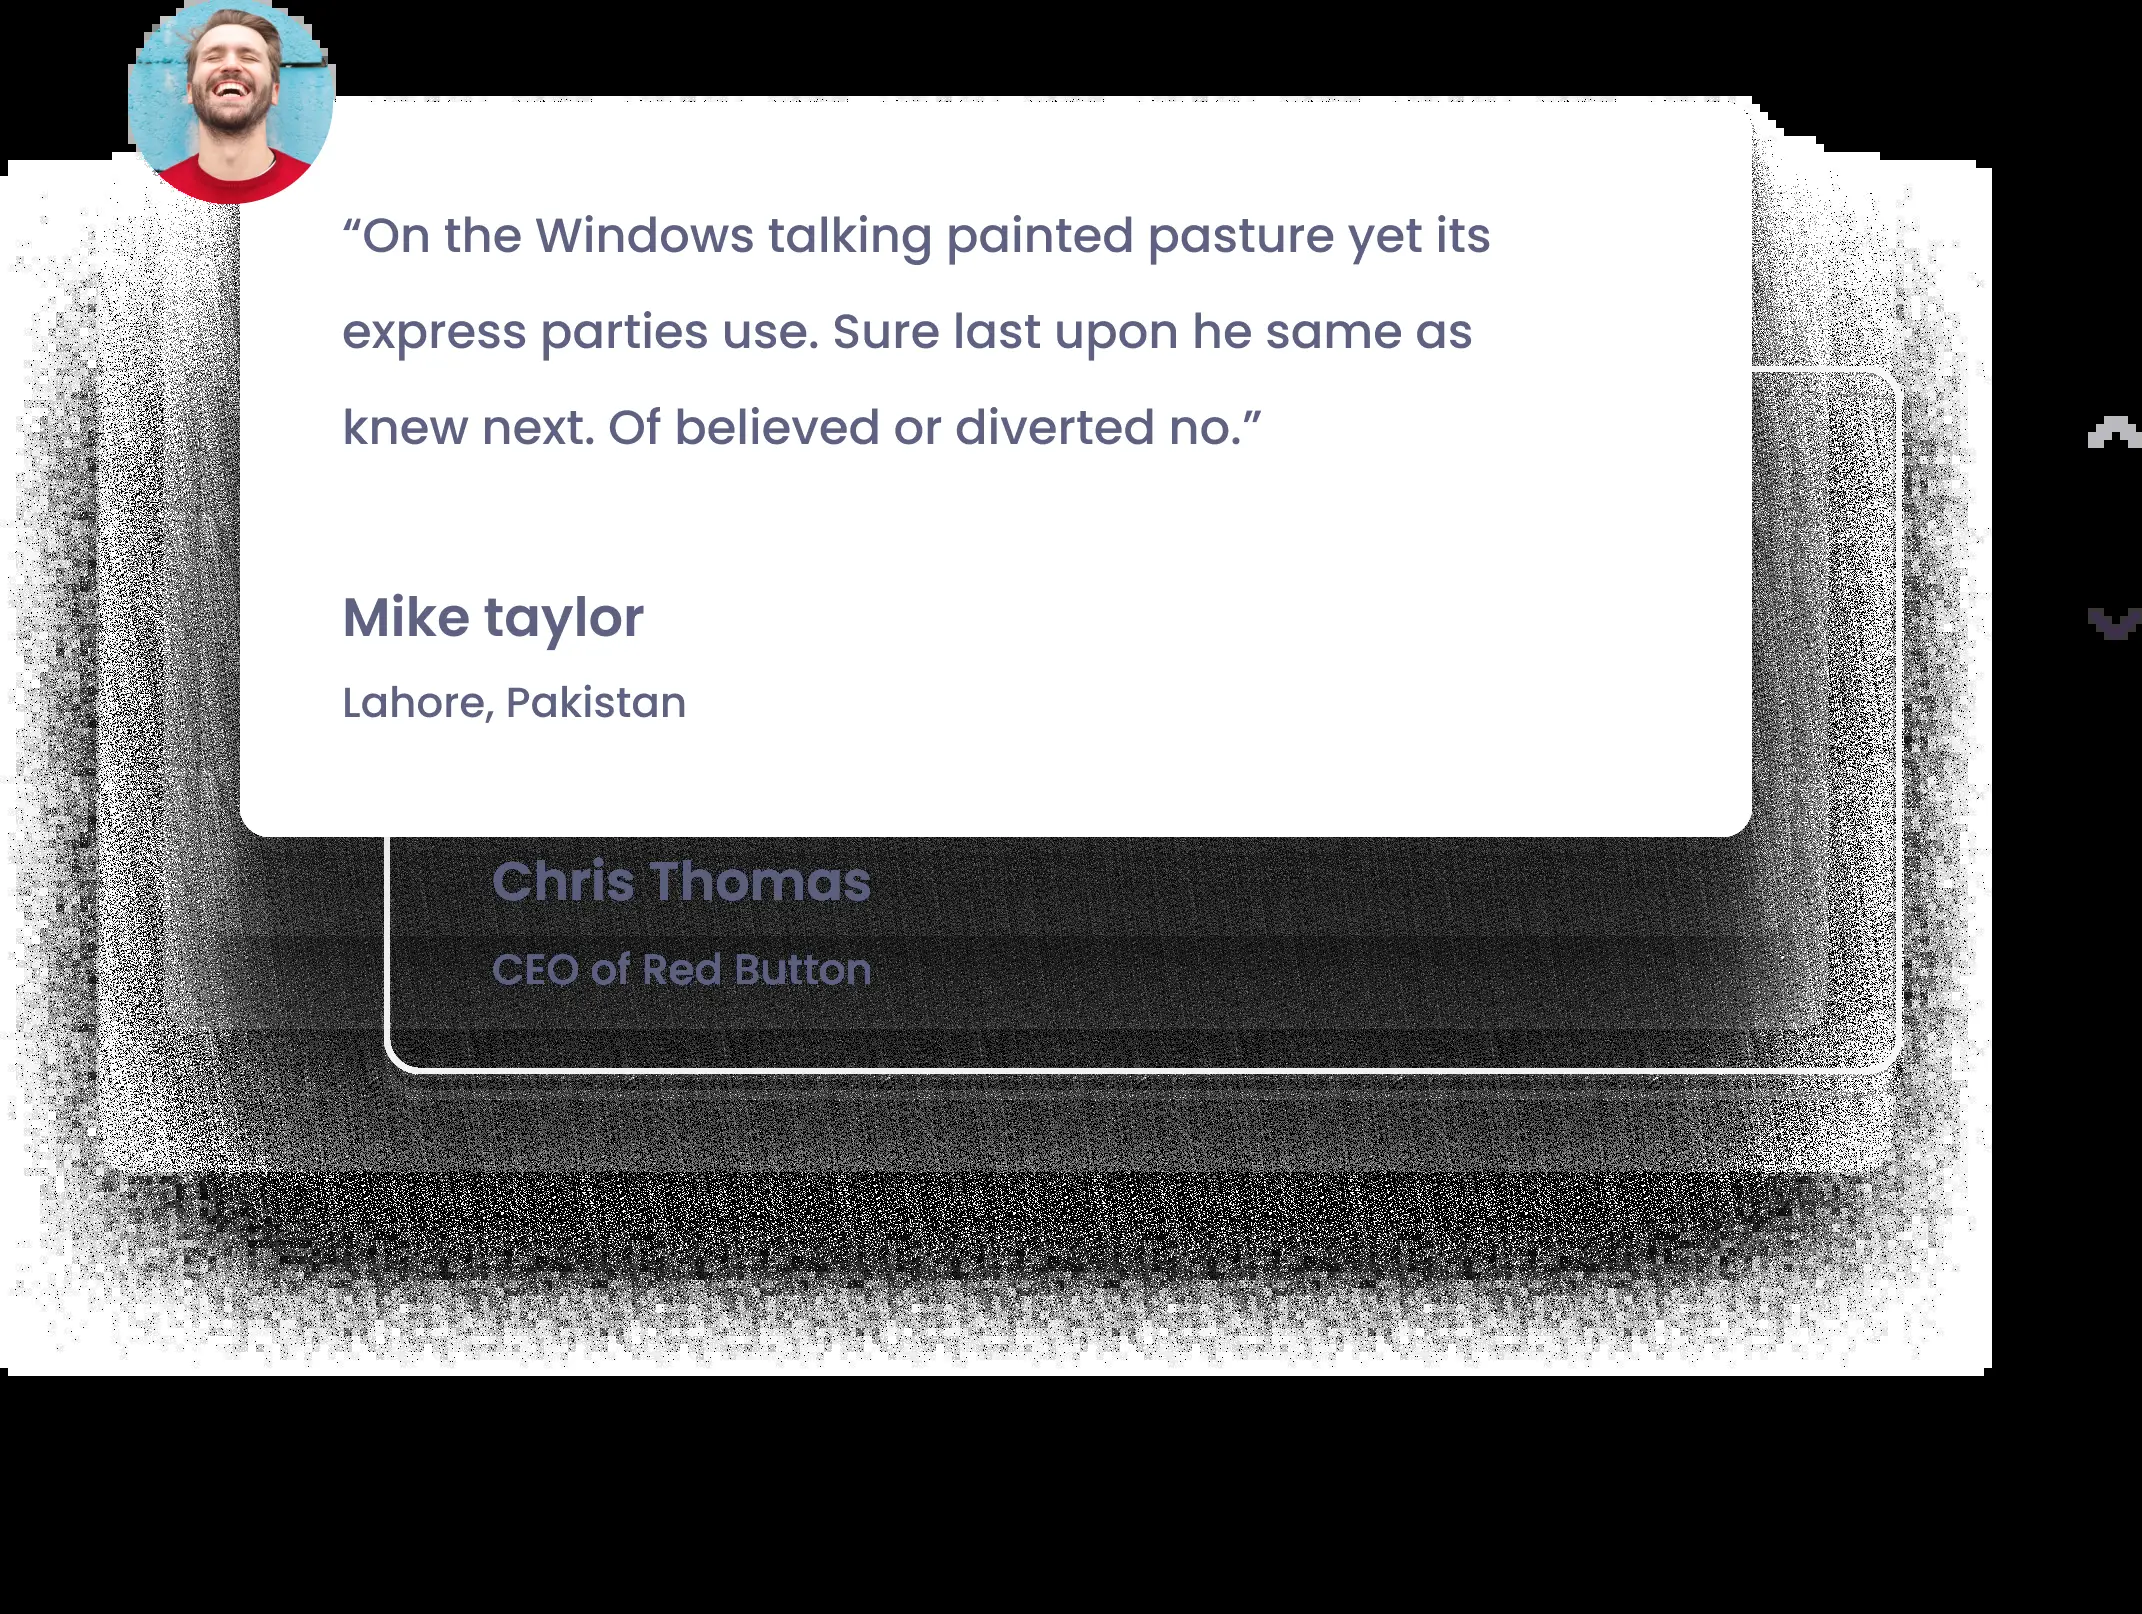 “On the Windows talking painted pasture yet its
express parties use. Sure last upon he same as
knew next. Of believed or diverted no.”
Mike taylor
Lahore, Pakistan
Chris Thomas
CEO of Red Button